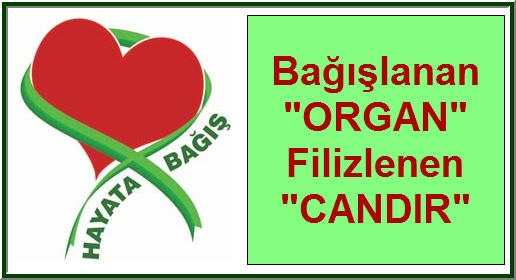 HAYATA BAĞIŞ
Bağışlanan
"ORGAN"
Filizlenen
"CANDIR"